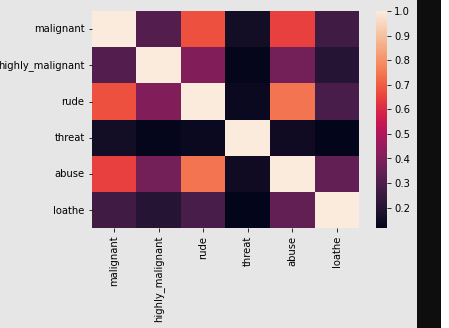 malignant
highly_malignant
rude
threat
abuse
loathe
malignant
highly_malignant
rude
threat
abuse
loathe
1.0
0.9
0.8
0.7
0.6
0.5
0.4
0.3
0.2